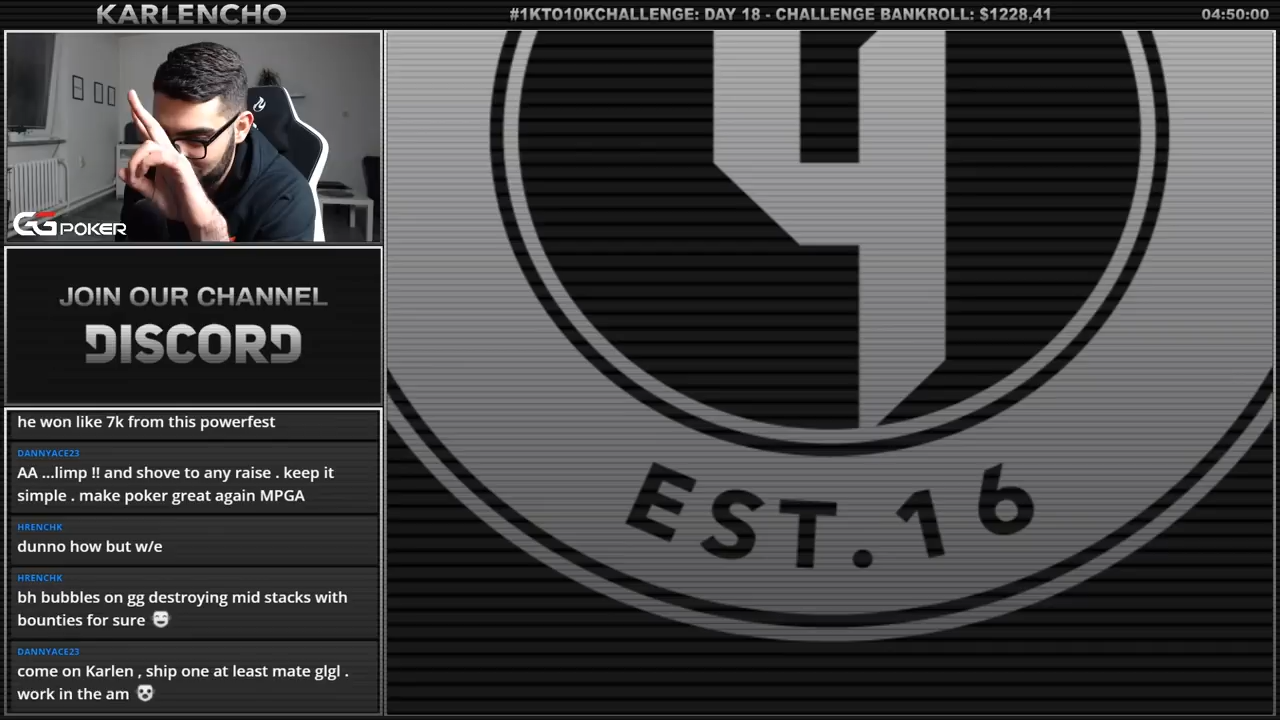 KARLENCHO
#1KTO10KCHALLENGE: DAY 18 - CHALLENGE BANKROLL: $1228,41
04:50:00
GG POKER
JOIN OUR CHANNEL
DISCORD
he won like 7k from this powerfest
DANNYACE23
AA ...limp !! and shove to any raise . keep it
simple . make poker great again MPGA
HRENCHK
dunno how but w/e
HRENCHK
bh bubbles on gg destroying mid stacks with
bounties for sure
DANNYACE23
come on Karlen , ship one at least mate glgl .
work in the am
EST.16